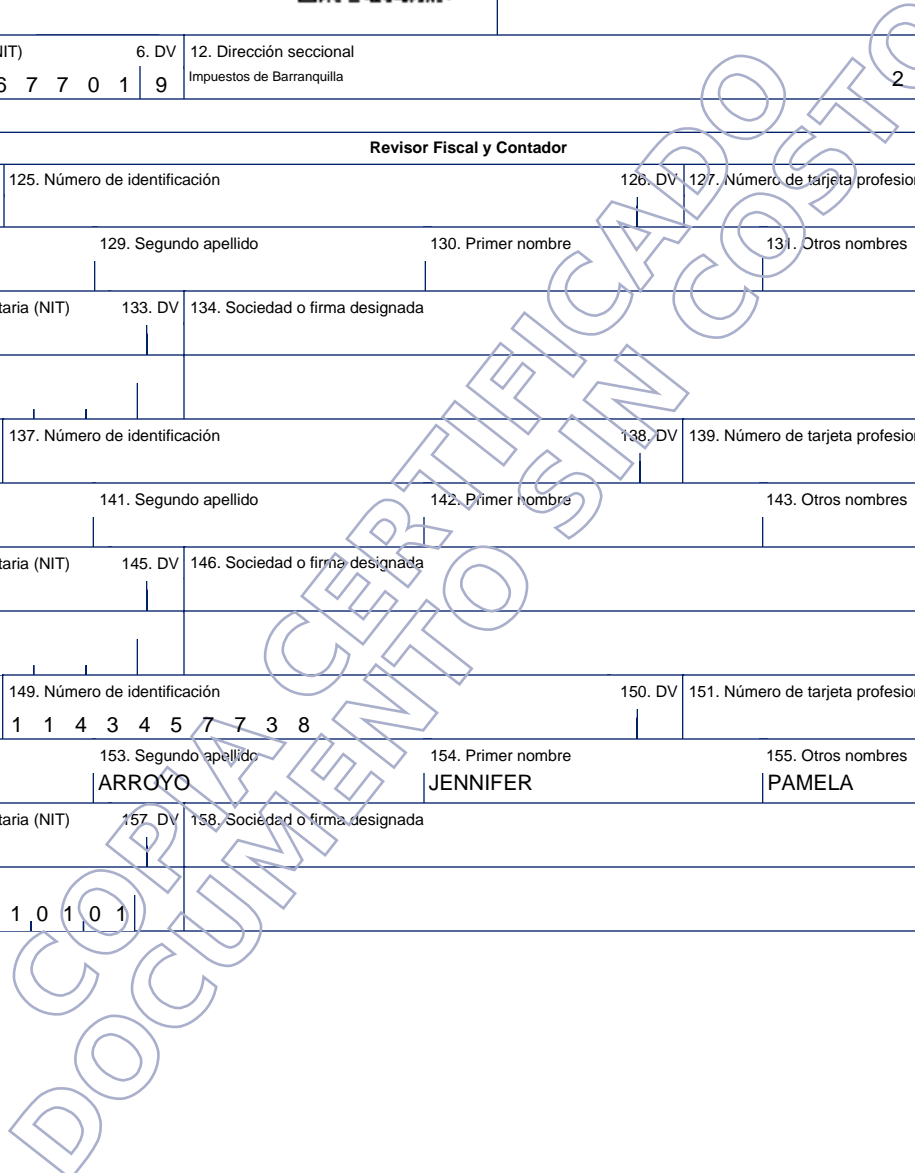 NIT) 6. DV 12. Dirección seccional
6 7 7 0 1 9 Impuestos de Barranquilla 2
Revisor Fiscal y Contador
125. Número de identificación 126. DV 127. Número de tarjeta profesion
129. Segundo apellido 130. Primer nombre 131. Otros nombres
taria (NIT) 133. DV 134. Sociedad o firma designada
137. Número de identificación 138. DV 139. Número de tarjeta profesion
141. Segundo apellido 142. Primer nombre 143. Otros nombres
taria (NIT) 145. DV 146. Sociedad o firma designada
149. Número de identificación 150. DV 151. Número de tarjeta profesion
1 1 4 3 4 5 7 7 3 8
153. Segundo apellido 154. Primer nombre 155. Otros nombres
ARROYO JENNIFER PAMELA
taria (NIT) 157. DV 158. Sociedad o firma designada
1 0 1 0 1
COPIA CERTIFICADO
DOCUMENTO SIN COSTO